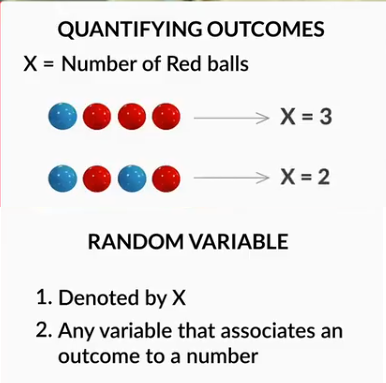 QUANTIFYING OUTCOMES
X = Number of Red balls
X = 3
X = 2
RANDOM VARIABLE
1. Denoted by X
2. Any variable that associates an
outcome to a number